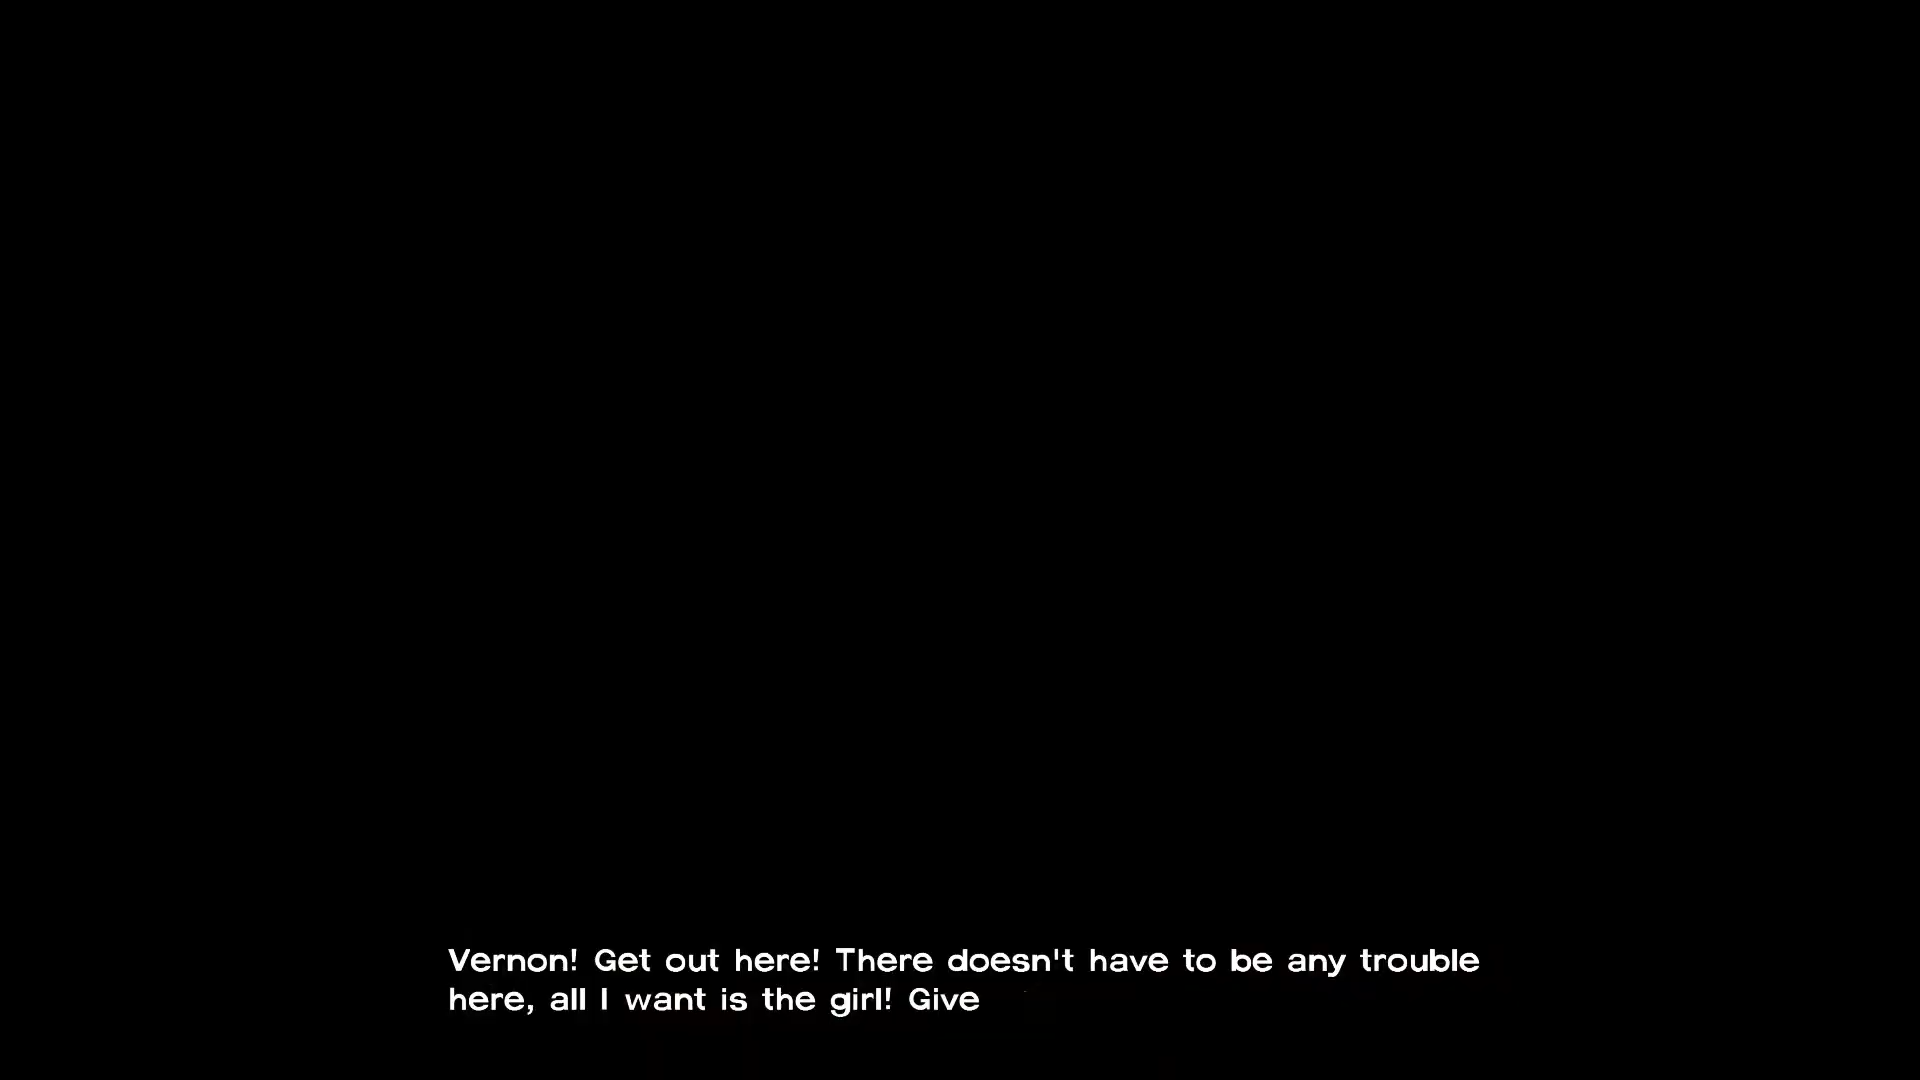 Vernon! Get out here! There doesn't have to be any trouble
here, all I want is the girl! Give